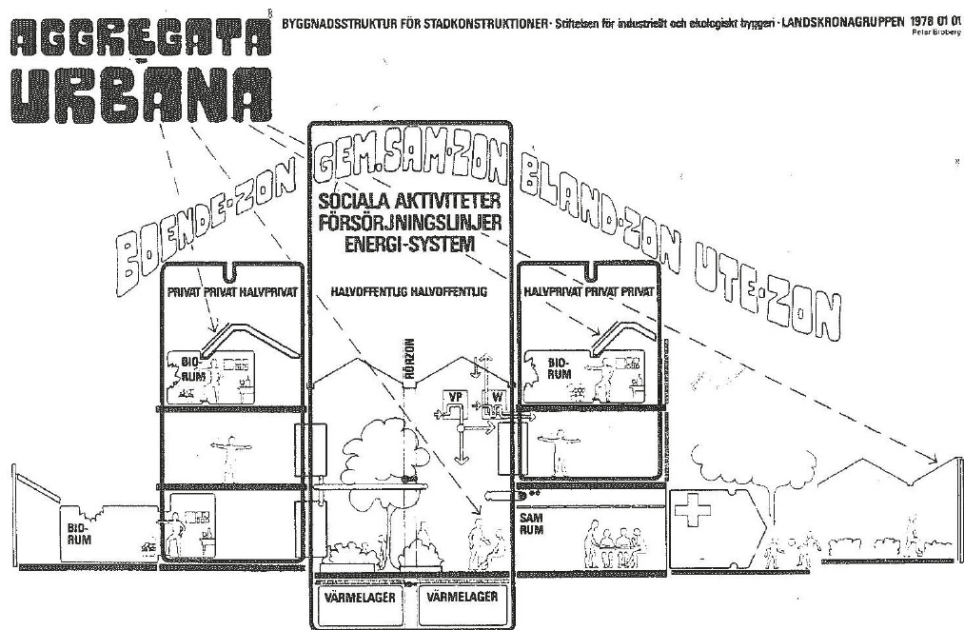 AGGREGATA
URBANA
BYGGNADSSTRUKTUR FÖR STADKONSTRUKTIONER · Stiftelsen för industriellt och ekologiskt byggeri · LANDSKRONAGRUPPEN 1978 01 01
Peter Broberg
BOENDE-ZON
GEM. SAM-ZON
BLAND-ZON
UTE-ZON
SOCIALA AKTIVITETER
FÖRSÖRJNINGSLINJER
ENERGI-SYSTEM
PRIVAT PRIVAT HALVPRIVAT
HALVOFFENTLIG HALVOFFENTLIG
HALVPRIVAT PRIVAT PRIVAT
BIO-
RUM
RÖRZON
VP
W
BIO-
RUM
BIO-
RUM
SAM
RUM
VÄRMELAGER
VÄRMELAGER